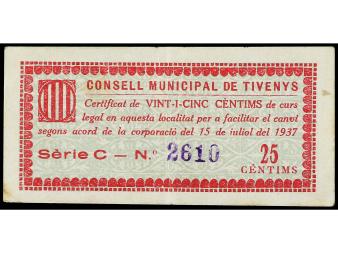 CONSELL MUNICIPAL DE TIVENYS
Certificat de VINT-I-CINC CÈNTIMS de curs
legal en aquesta localitat per a facilitar el canvi
segons acord de la corporació del 15 de juliol del 1937
Sèrie C — N.º 2610 25
CÈNTIMS